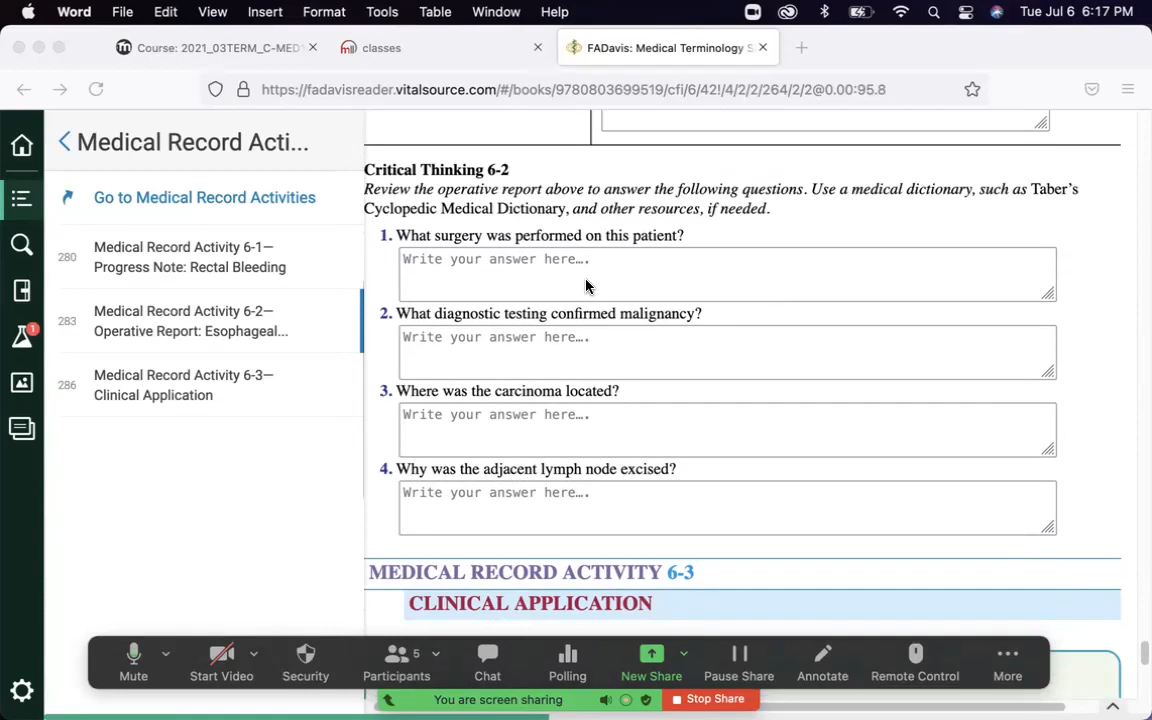 Word File Edit View Insert Format Tools Table Window Help Tue Jul 6 6:17 PM
Course: 2021_03TERM_C-MED1 classes FADavis: Medical Terminology S
https://fadavisreader.vitalsource.com/#/books/9780803699519/cfi/6/42!/4/2/2/264/2/2@0.00:95.8
Medical Record Acti...
Go to Medical Record Activities
280 Medical Record Activity 6-1—
Progress Note: Rectal Bleeding
283 Medical Record Activity 6-2—
Operative Report: Esophageal...
286 Medical Record Activity 6-3—
Clinical Application
1
Critical Thinking 6-2
Review the operative report above to answer the following questions. Use a medical dictionary, such as Taber's
Cyclopedic Medical Dictionary, and other resources, if needed.
1. What surgery was performed on this patient?
Write your answer here….
2. What diagnostic testing confirmed malignancy?
Write your answer here….
3. Where was the carcinoma located?
Write your answer here….
4. Why was the adjacent lymph node excised?
Write your answer here….
MEDICAL RECORD ACTIVITY 6-3
CLINICAL APPLICATION
5
Mute Start Video Security Participants Chat Polling New Share Pause Share Annotate Remote Control More
You are screen sharing Stop Share